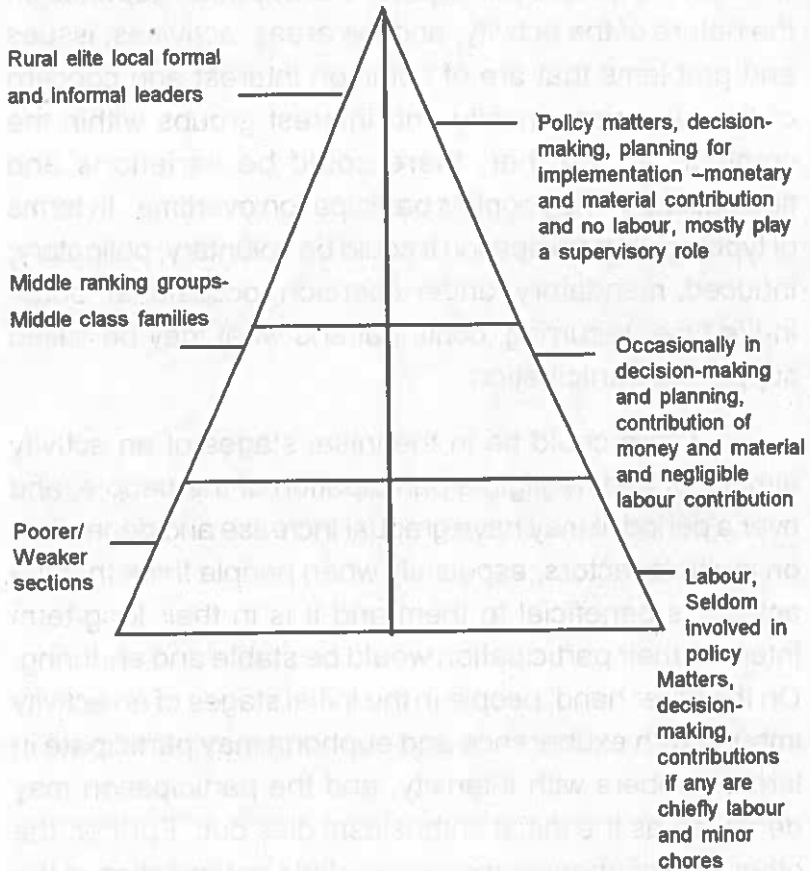 Rural elite local formal
and informal leaders
Policy matters, decision-
making, planning for
implementation –monetary
and material contribution
and no labour, mostly play
a supervisory role
Middle ranking groups-
Middle class families
Occasionally in
decision-making
and planning,
contribution of
money and material
and negligible
labour contribution
Poorer/
Weaker
sections
Labour,
Seldom
involved in
policy
Matters,
decision-
making,
contributions
if any are
chiefly labour
and minor
chores